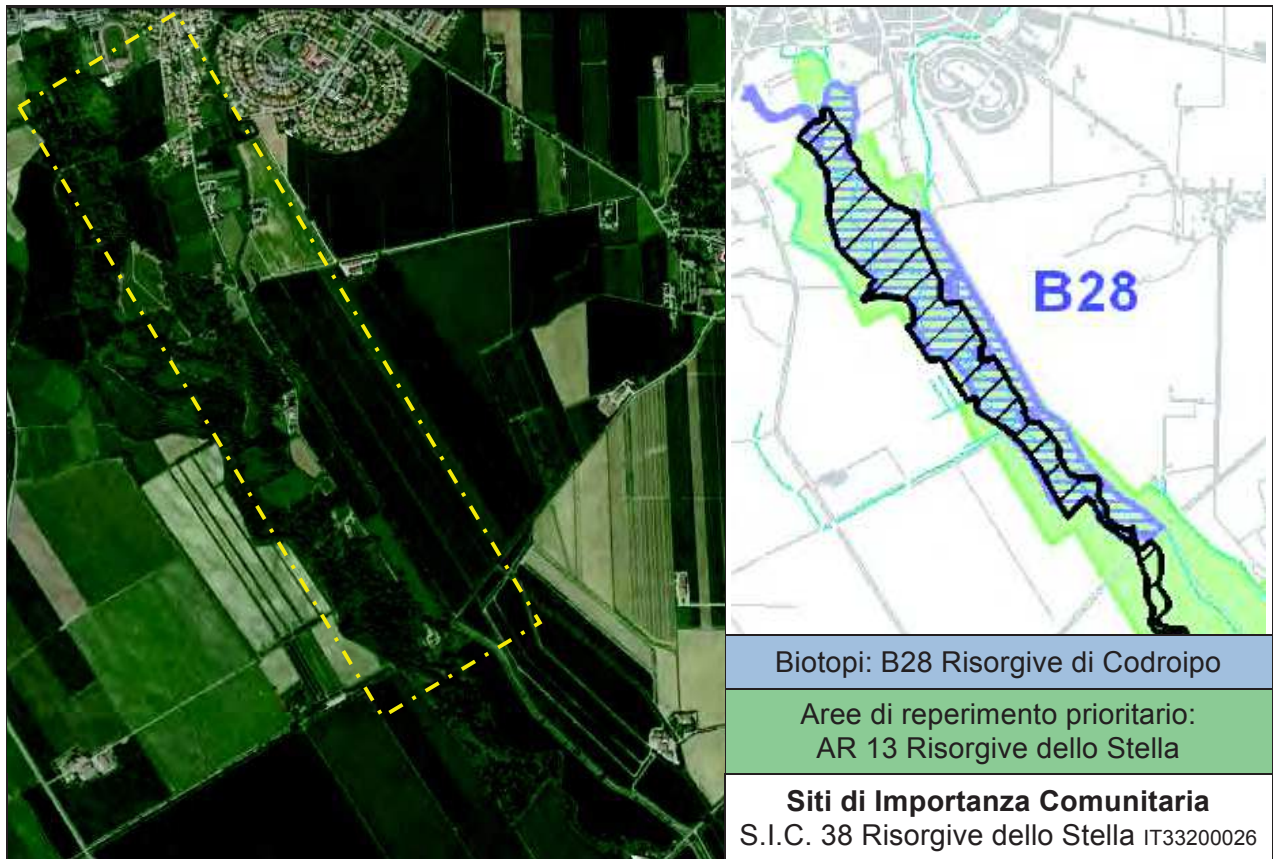 B28
Biotopi: B28 Risorgive di Codroipo
Aree di reperimento prioritario:
AR 13 Risorgive dello Stella
Siti di Importanza Comunitaria
S.I.C. 38 Risorgive dello Stella IT33200026